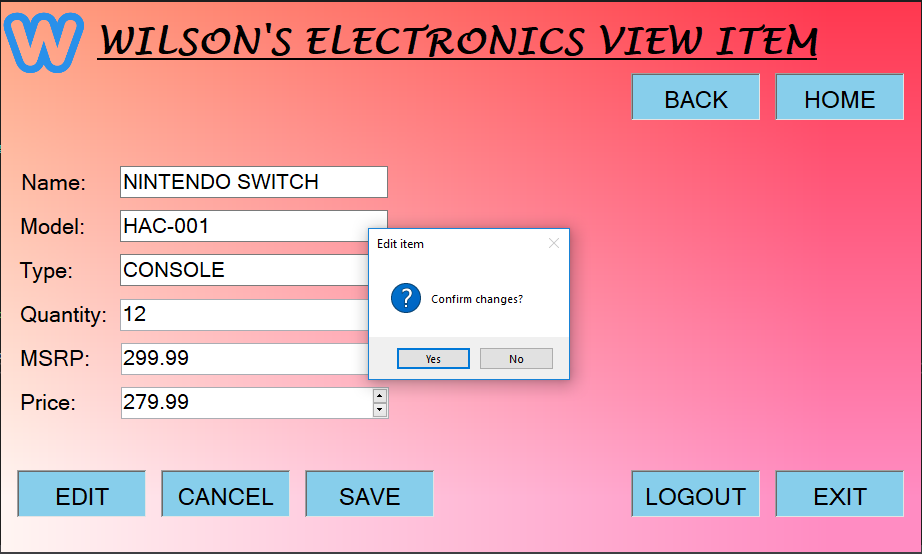 W WILSON'S ELECTRONICS VIEW ITEM
BACK HOME
Name: NINTENDO SWITCH
Model: HAC-001
Type: CONSOLE
Quantity: 12
MSRP: 299.99
Price: 279.99
Edit item
? Confirm changes?
Yes No
EDIT CANCEL SAVE LOGOUT EXIT